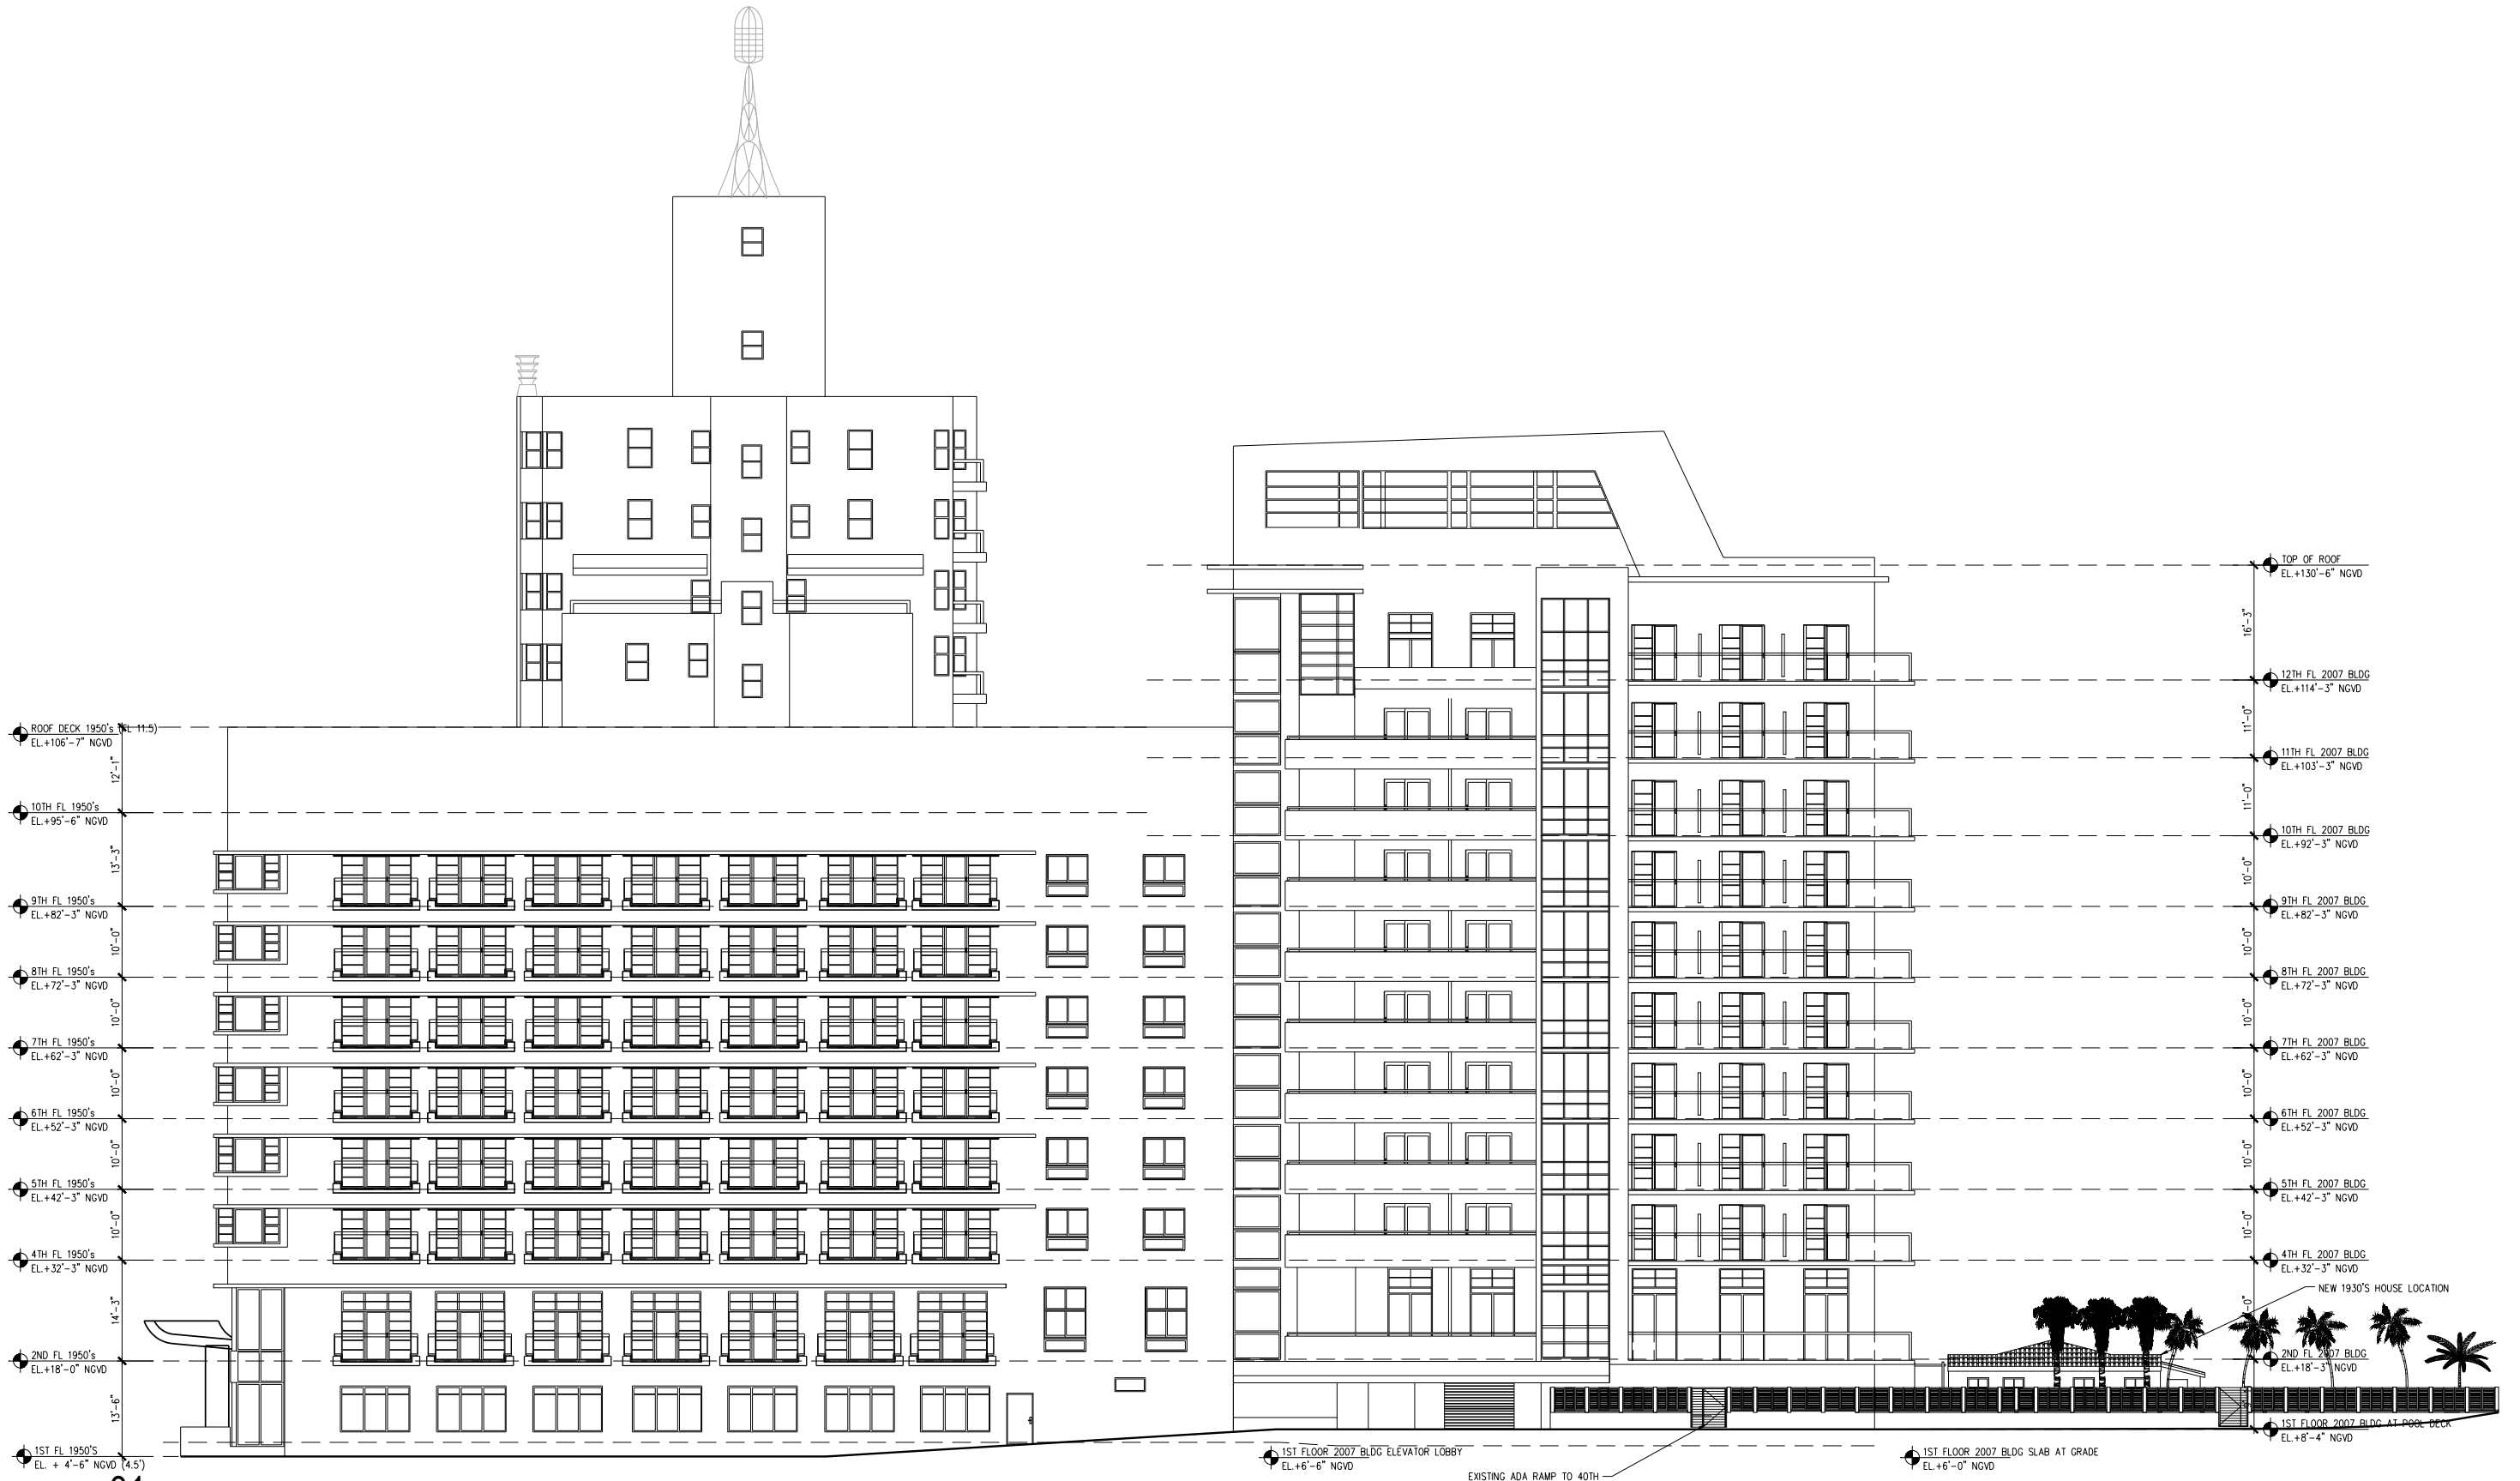 ROOF DECK 1950's (FL 11.5)
EL.+106'-7" NGVD
12'-1"
10TH FL 1950's
EL.+95'-6" NGVD
13'-3"
9TH FL 1950's
EL.+82'-3" NGVD
10'-0"
8TH FL 1950's
EL.+72'-3" NGVD
10'-0"
7TH FL 1950's
EL.+62'-3" NGVD
10'-0"
6TH FL 1950's
EL.+52'-3" NGVD
10'-0"
5TH FL 1950's
EL.+42'-3" NGVD
10'-0"
4TH FL 1950's
EL.+32'-3" NGVD
14'-3"
2ND FL 1950's
EL.+18'-0" NGVD
13'-6"
1ST FL 1950'S
EL. + 4'-6" NGVD (4.5')
TOP OF ROOF
EL.+130'-6" NGVD
16'-3"
12TH FL 2007 BLDG
EL.+114'-3" NGVD
11'-0"
11TH FL 2007 BLDG
EL.+103'-3" NGVD
11'-0"
10TH FL 2007 BLDG
EL.+92'-3" NGVD
10'-0"
9TH FL 2007 BLDG
EL.+82'-3" NGVD
10'-0"
8TH FL 2007 BLDG
EL.+72'-3" NGVD
10'-0"
7TH FL 2007 BLDG
EL.+62'-3" NGVD
10'-0"
6TH FL 2007 BLDG
EL.+52'-3" NGVD
10'-0"
5TH FL 2007 BLDG
EL.+42'-3" NGVD
10'-0"
4TH FL 2007 BLDG
EL.+32'-3" NGVD
NEW 1930'S HOUSE LOCATION
2ND FL 2007 BLDG
EL.+18'-3" NGVD
1ST FLOOR 2007 BLDG AT POOL DECK
EL.+8'-4" NGVD
1ST FLOOR 2007 BLDG ELEVATOR LOBBY
EL.+6'-6" NGVD
1ST FLOOR 2007 BLDG SLAB AT GRADE
EL.+6'-0" NGVD
EXISTING ADA RAMP TO 40TH